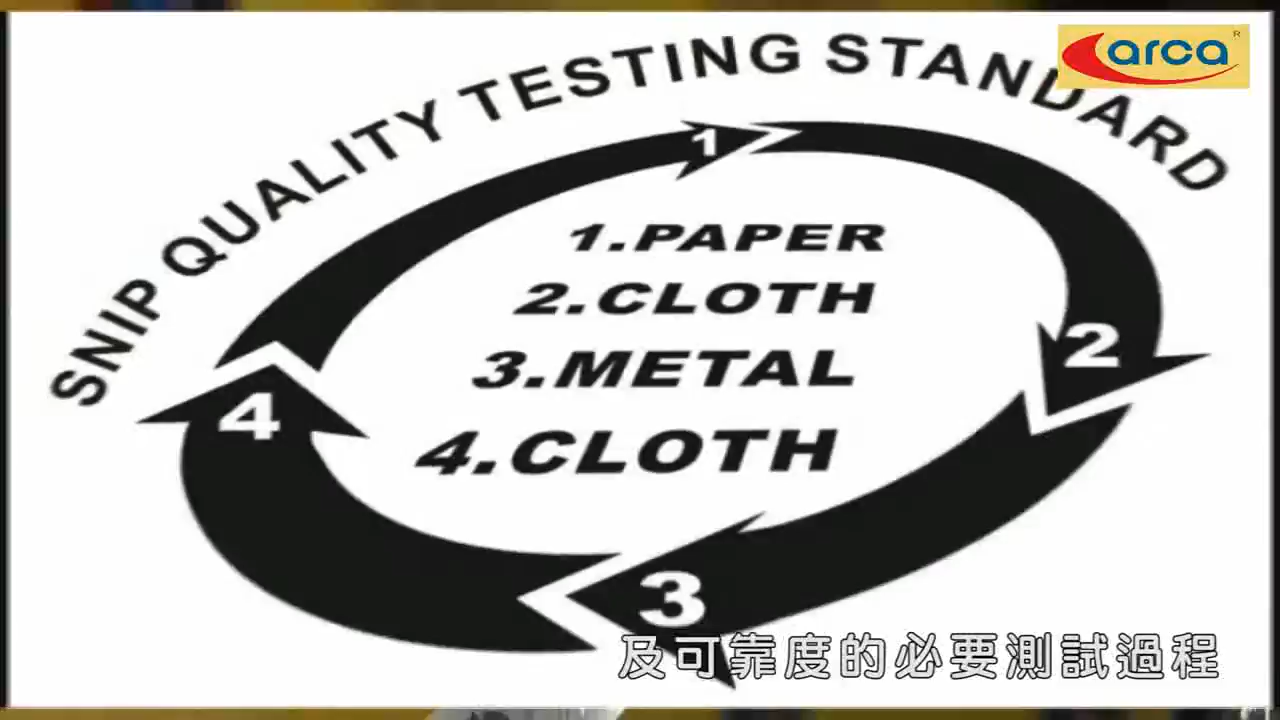 SNIP QUALITY TESTING STANDARD
arca
R
1
1.PAPER
2.CLOTH
3.METAL
4.CLOTH
2
4
3
及可靠度的必要測試過程